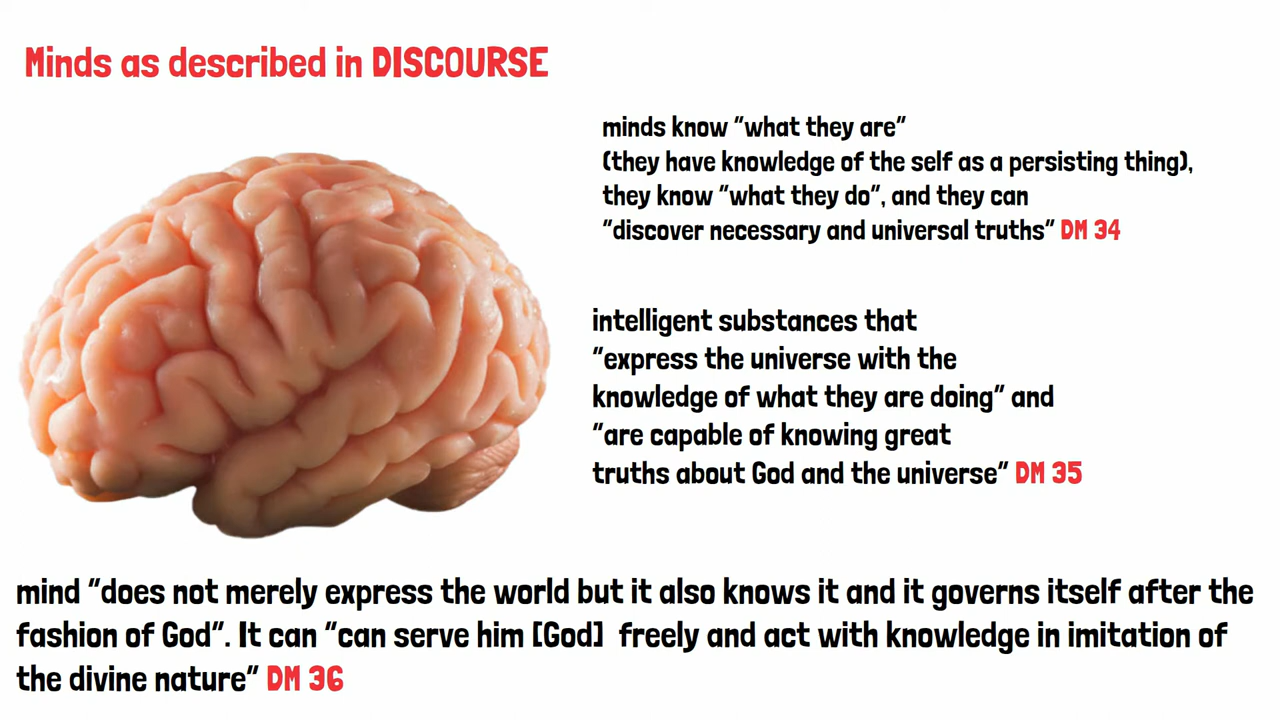 Minds as described in DISCOURSE
minds know “what they are”
(they have knowledge of the self as a persisting thing),
they know “what they do”, and they can
“discover necessary and universal truths” DM 34
intelligent substances that
“express the universe with the
knowledge of what they are doing” and
“are capable of knowing great
truths about God and the universe” DM 35
mind “does not merely express the world but it also knows it and it governs itself after the
fashion of God”. It can “can serve him [God] freely and act with knowledge in imitation of
the divine nature” DM 36